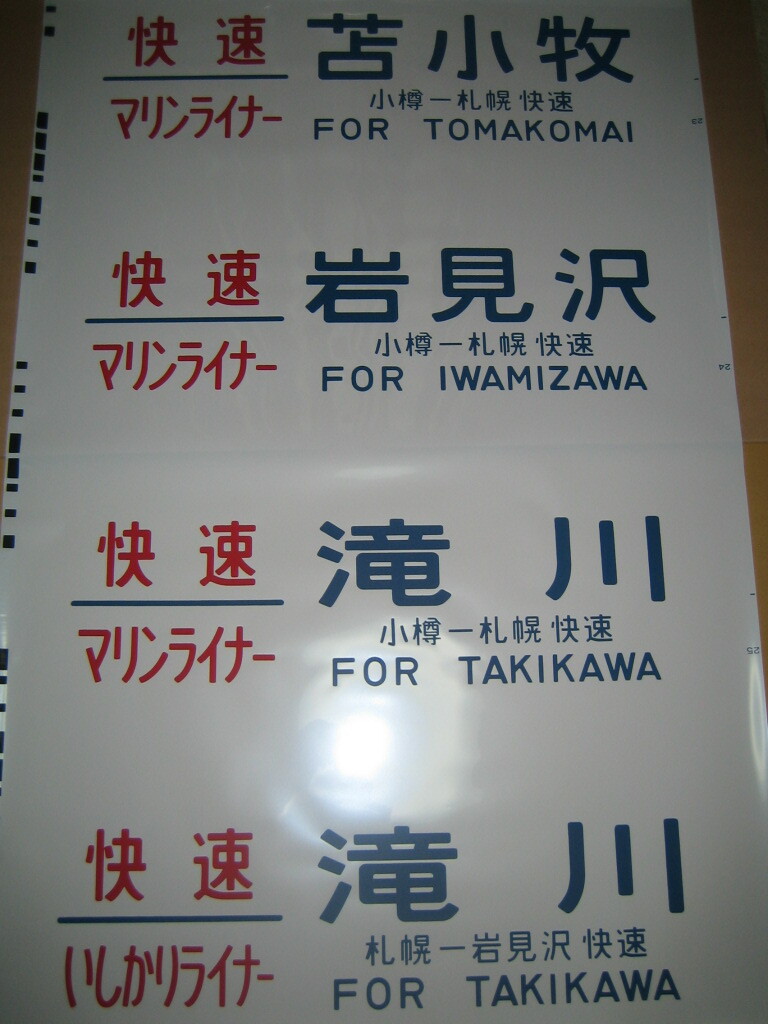 快速 苫小牧
マリンライナー 小樽ー札幌 快速
FOR TOMAKOMAI
23
快速 岩見沢
マリンライナー 小樽ー札幌 快速
FOR IWAMIZAWA
24
快速 滝川
マリンライナー 小樽ー札幌 快速
FOR TAKIKAWA
25
快速 滝川
いしかりライナー 札幌ー岩見沢 快速
FOR TAKIKAWA